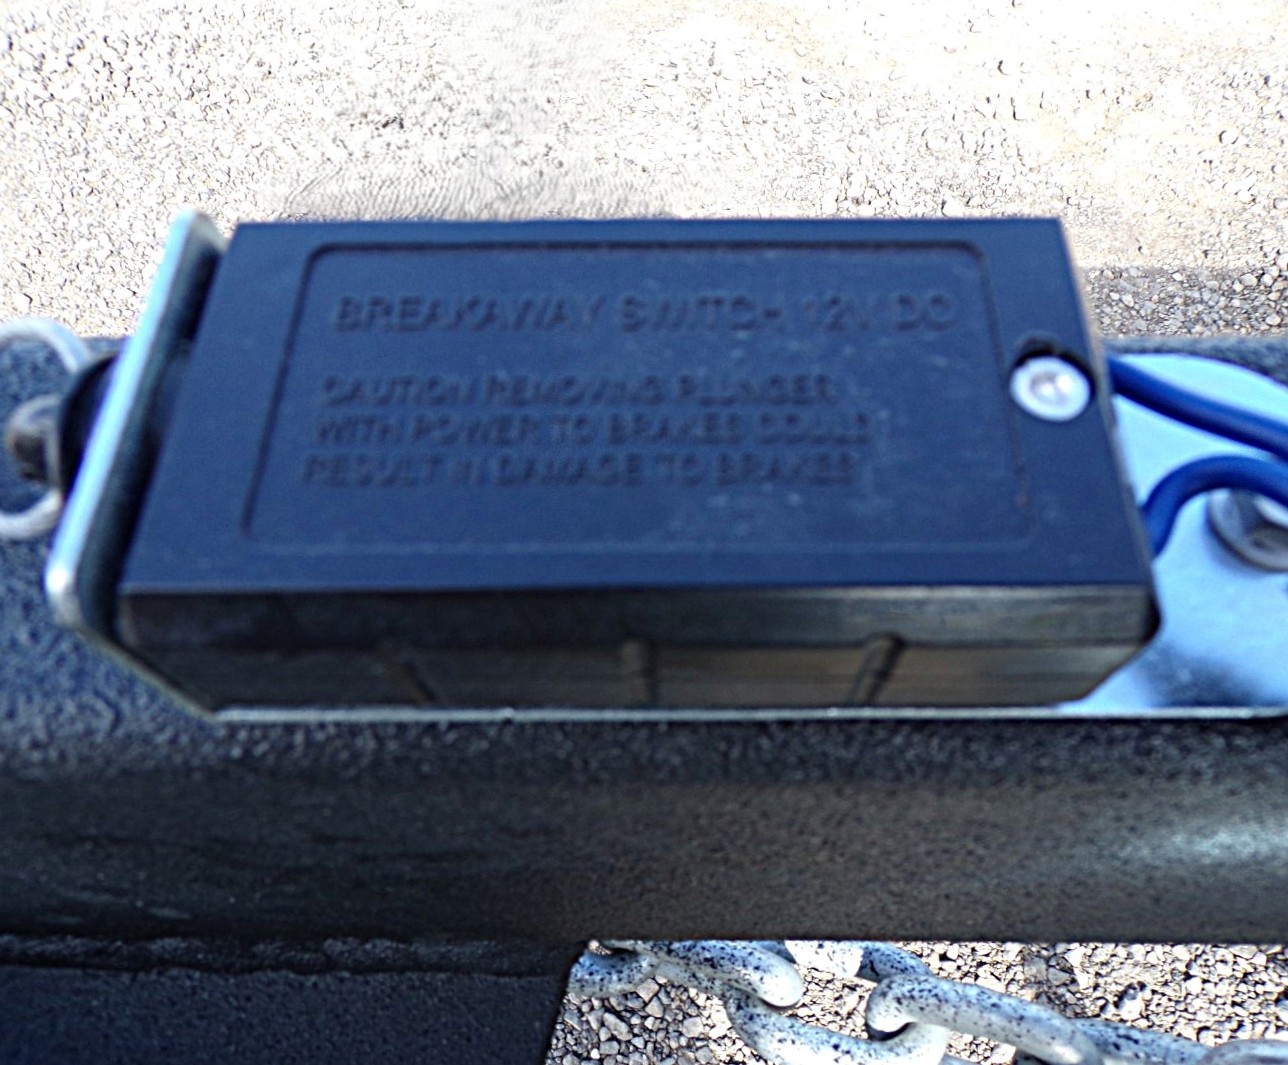 BREAKAWAY SWITCH 12V DC
CAUTION REMOVING PLUNGER
WITH POWER TO BRAKES COULD
RESULT IN DAMAGE TO BRAKES